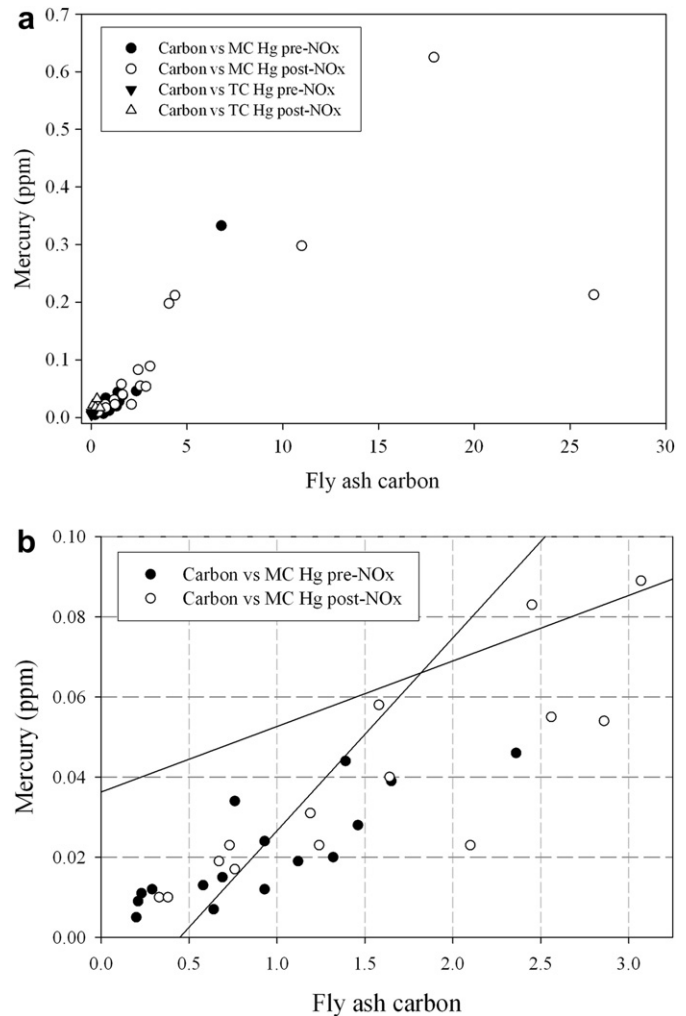 a
0.7
0.6
0.5
0.4
0.3
0.2
0.1
0.0
Mercury (ppm)
Carbon vs MC Hg pre-NOx
Carbon vs MC Hg post-NOx
Carbon vs TC Hg pre-NOx
Carbon vs TC Hg post-NOx
0 5 10 15 20 25 30
Fly ash carbon
b
0.10
0.08
0.06
0.04
0.02
0.00
Mercury (ppm)
Carbon vs MC Hg pre-NOx
Carbon vs MC Hg post-NOx
0.0 0.5 1.0 1.5 2.0 2.5 3.0
Fly ash carbon